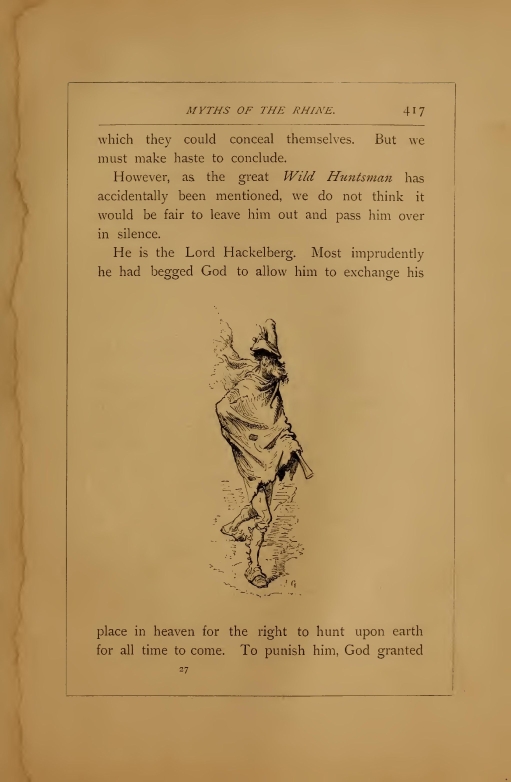 MYTHS OF THE RHINE. 417
which they could conceal themselves. But we
must make haste to conclude.
However, as the great Wild Huntsman has
accidentally been mentioned, we do not think it
would be fair to leave him out and pass him over
in silence.
He is the Lord Hackelberg. Most imprudently
he had begged God to allow him to exchange his
place in heaven for the right to hunt upon earth
for all time to come. To punish him, God granted
27